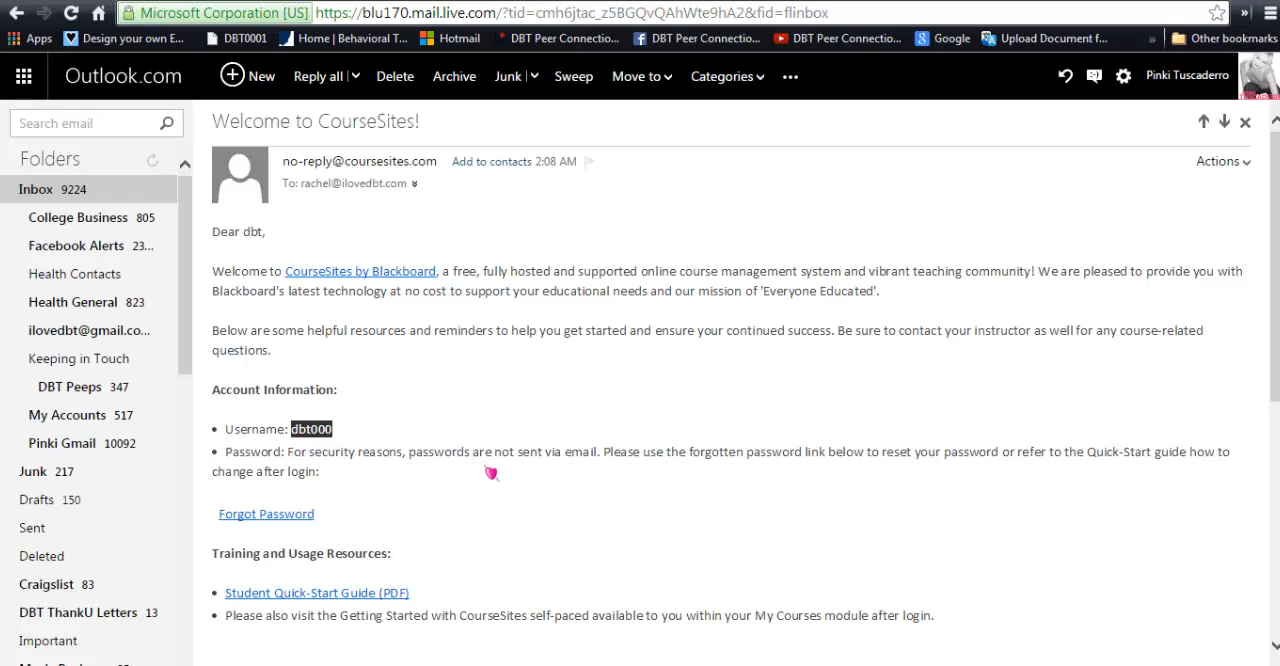 Microsoft Corporation [US] https://blu170.mail.live.com/?tid=cmh6jtac_z5BGQvQAhWte9hA2&fid=flinbox
Apps Design your own E... DBT0001 Home | Behavioral T... Hotmail DBT Peer Connectio... DBT Peer Connectio... DBT Peer Connectio... Google Upload Document f... » Other bookmarks
Outlook.com New Reply all Delete Archive Junk Sweep Move to Categories ••• Pinki Tuscaderro
Search email
Welcome to CourseSites!
Folders
no-reply@coursesites.com Add to contacts 2:08 AM Actions
To: rachel@ilovedbt.com
Inbox 9224
College Business 805
Facebook Alerts 23...
Health Contacts
Health General 823
ilovedbt@gmail.co...
Keeping in Touch
DBT Peeps 347
My Accounts 517
Pinki Gmail 10092
Junk 217
Drafts 150
Sent
Deleted
Craigslist 83
DBT ThankU Letters 13
Important
Dear dbt,
Welcome to CourseSites by Blackboard, a free, fully hosted and supported online course management system and vibrant teaching community! We are pleased to provide you with
Blackboard's latest technology at no cost to support your educational needs and our mission of 'Everyone Educated'.
Below are some helpful resources and reminders to help you get started and ensure your continued success. Be sure to contact your instructor as well for any course-related
questions.
Account Information:
• Username: dbt000
• Password: For security reasons, passwords are not sent via email. Please use the forgotten password link below to reset your password or refer to the Quick-Start guide how to
change after login:
Forgot Password
Training and Usage Resources:
• Student Quick-Start Guide (PDF)
• Please also visit the Getting Started with CourseSites self-paced available to you within your My Courses module after login.